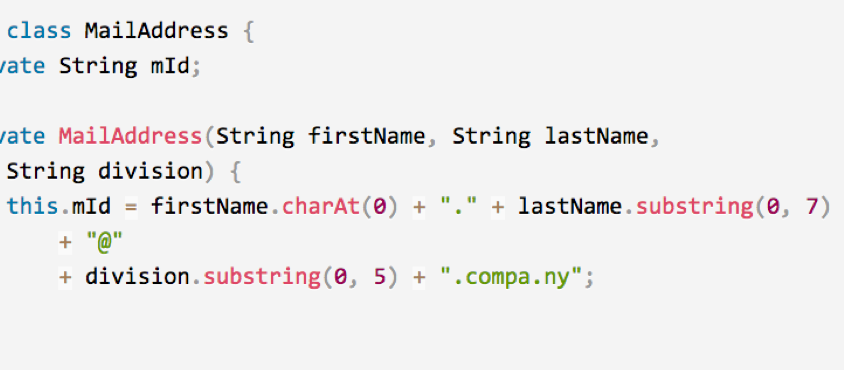 class MailAddress {
vate String mId;
vate MailAddress(String firstName, String lastName,
String division) {
this.mId = firstName.charAt(0) + "." + lastName.substring(0, 7)
+ "@"
+ division.substring(0, 5) + ".compa.ny";